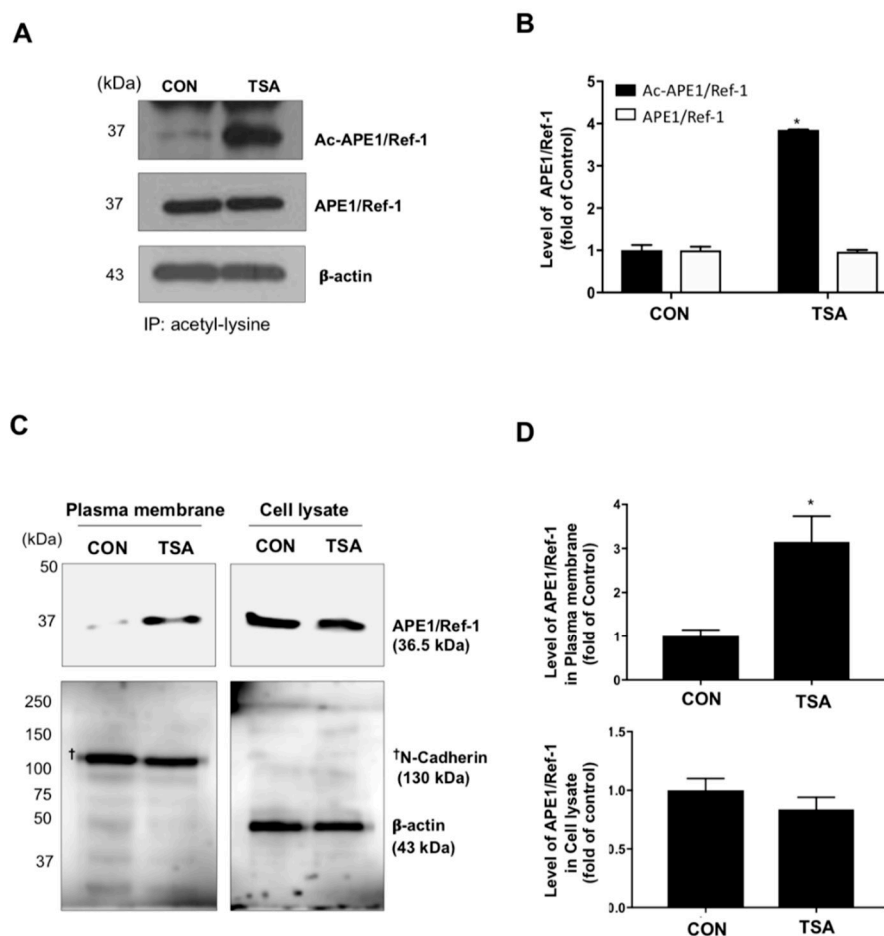 A
(kDa)
CON TSA
37
Ac-APE1/Ref-1
37
APE1/Ref-1
43
β-actin
IP: acetyl-lysine
B
Level of APE1/Ref-1
(fold of Control)
5
4
3
2
1
0
Ac-APE1/Ref-1
APE1/Ref-1
*
CON TSA
C
Plasma membrane Cell lysate
(kDa)
CON TSA CON TSA
50
37
APE1/Ref-1
(36.5 kDa)
250
150
100
75
50
37
†
†N-Cadherin
(130 kDa)
β-actin
(43 kDa)
D
Level of APE1/Ref-1
in Plasma membrane
(fold of Control)
4
3
2
1
0
*
CON TSA
Level of APE1/Ref-1
in Cell lysate
(fold of control)
1.5
1.0
0.5
0.0
CON TSA